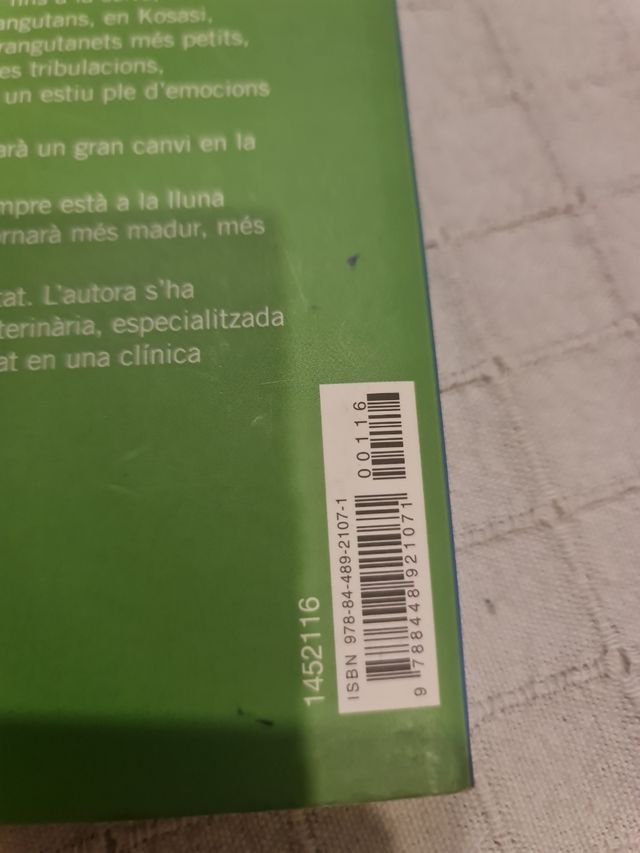 angutans, en Kosasi,
rangutanets més petits,
es tribulacions,
un estiu ple d'emocions
arà un gran canvi en la
mpre està a la lluna
ornarà més madur, més
tat. L'autora s'ha
terinària, especialitzada
at en una clínica
1452116
ISBN 978-84-489-2107-1
9 788448 921071
00116